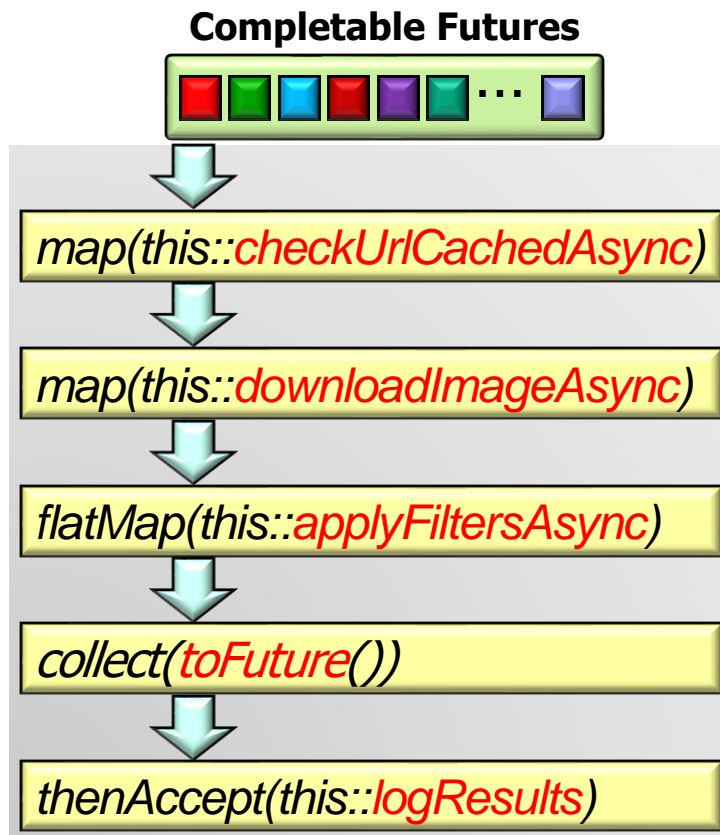 Completable Futures
...
map(this::checkUrlCachedAsync)
map(this::downloadImageAsync)
flatMap(this::applyFiltersAsync)
collect(toFuture())
thenAccept(this::logResults)